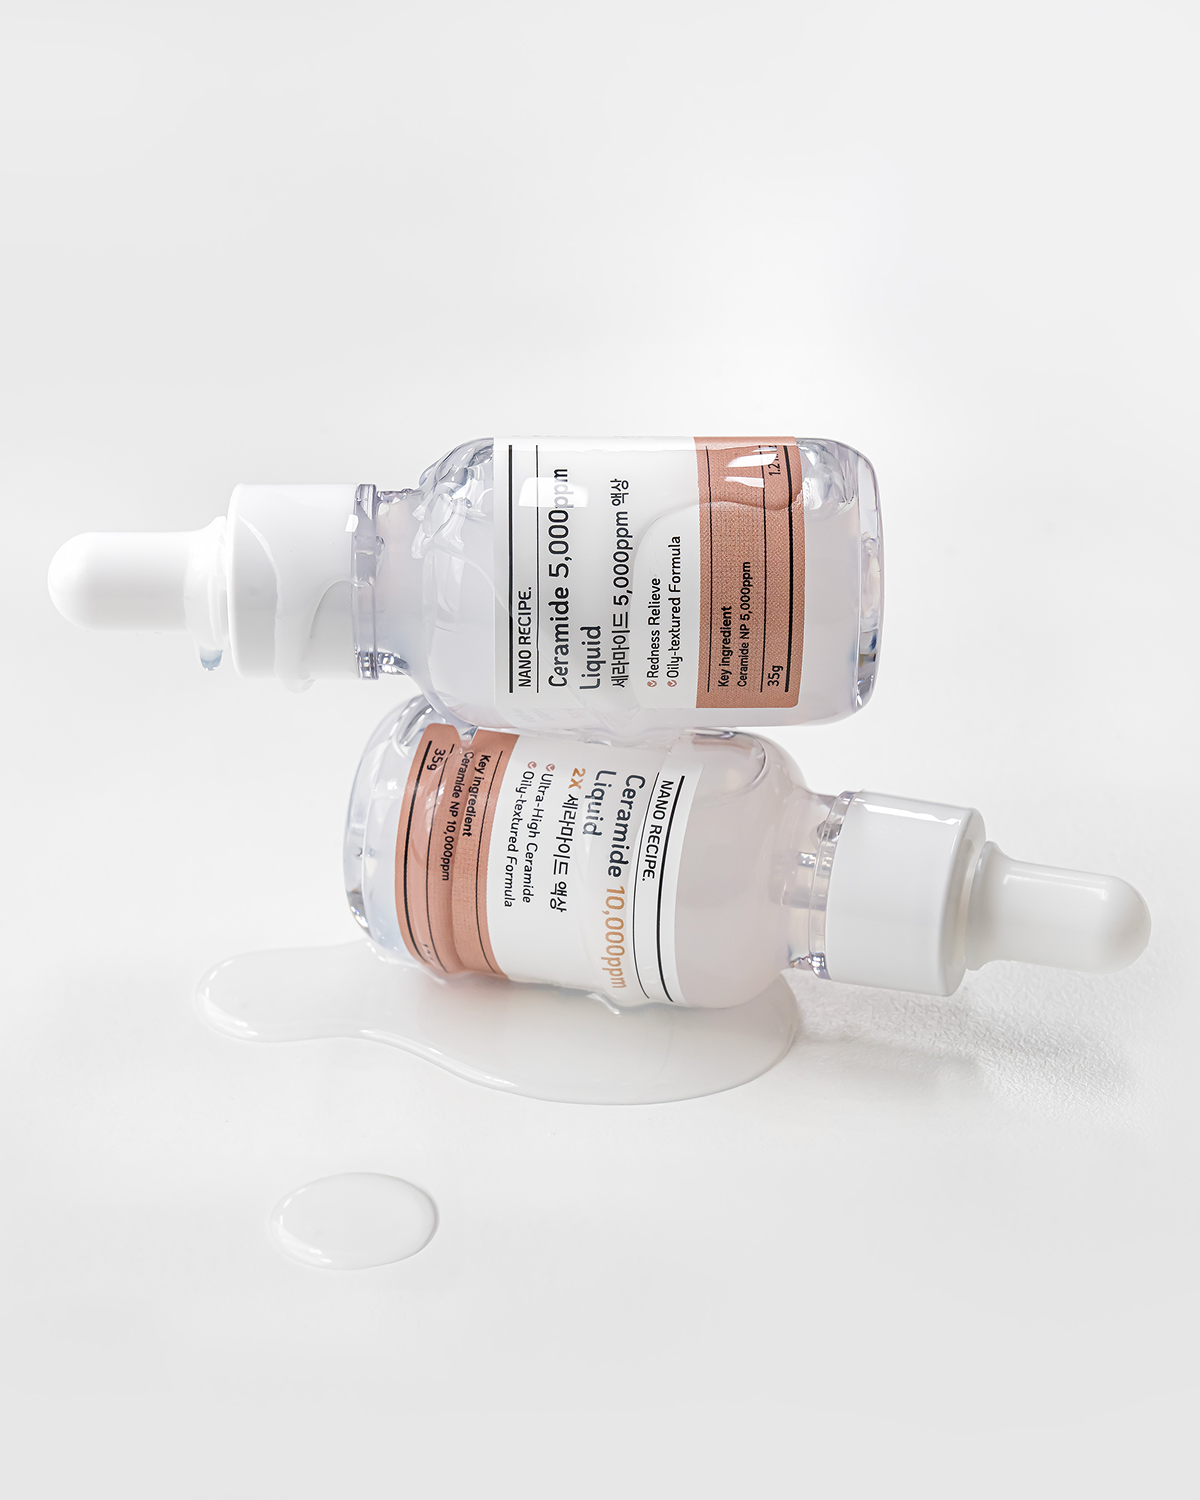 NANO RECIPE.
Ceramide 5,000ppm
Liquid
세라마이드 5,000ppm 액상
Redness Relieve
Oily-textured Formula
Key ingredient
Ceramide NP 5,000ppm
35g
NANO RECIPE.
Ceramide 10,000ppm
Liquid
2X 세라마이드 액상
Ultra-High Ceramide
Oily-textured Formula
Key ingredient
Ceramide NP 10,000ppm
35g